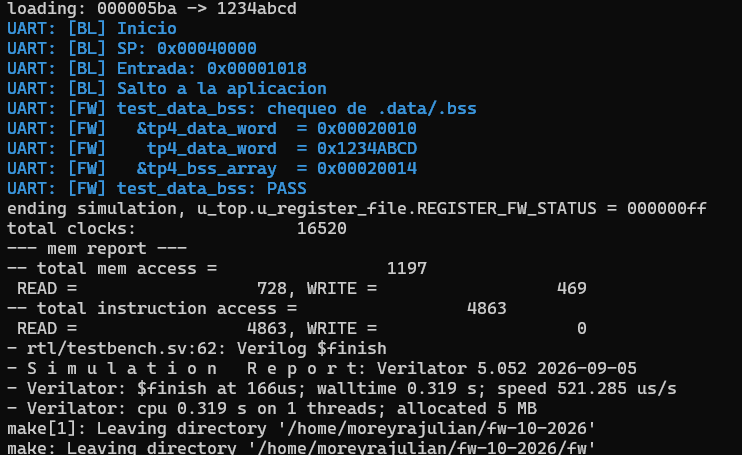 loading: 000005ba -> 1234abcd
UART: [BL] Inicio
UART: [BL] SP: 0x00040000
UART: [BL] Entrada: 0x00001018
UART: [BL] Salto a la aplicacion
UART: [FW] test_data_bss: chequeo de .data/.bss
UART: [FW]   &tp4_data_word  = 0x00020010
UART: [FW]    tp4_data_word  = 0x1234ABCD
UART: [FW]   &tp4_bss_array  = 0x00020014
UART: [FW] test_data_bss: PASS
ending simulation, u_top.u_register_file.REGISTER_FW_STATUS = 000000ff
total clocks:                16520
--- mem report ---
-- total mem access =                 1197
 READ =                  728, WRITE =                  469
-- total instruction access =                 4863
 READ =                 4863, WRITE =                    0
- rtl/testbench.sv:62: Verilog $finish
- S i m u l a t i o n   R e p o r t: Verilator 5.052 2026-09-05
- Verilator: $finish at 166us; walltime 0.319 s; speed 521.285 us/s
- Verilator: cpu 0.319 s on 1 threads; allocated 5 MB
make[1]: Leaving directory '/home/moreyrajulian/fw-10-2026'
make: Leaving directory '/home/moreyrajulian/fw-10-2026/fw'